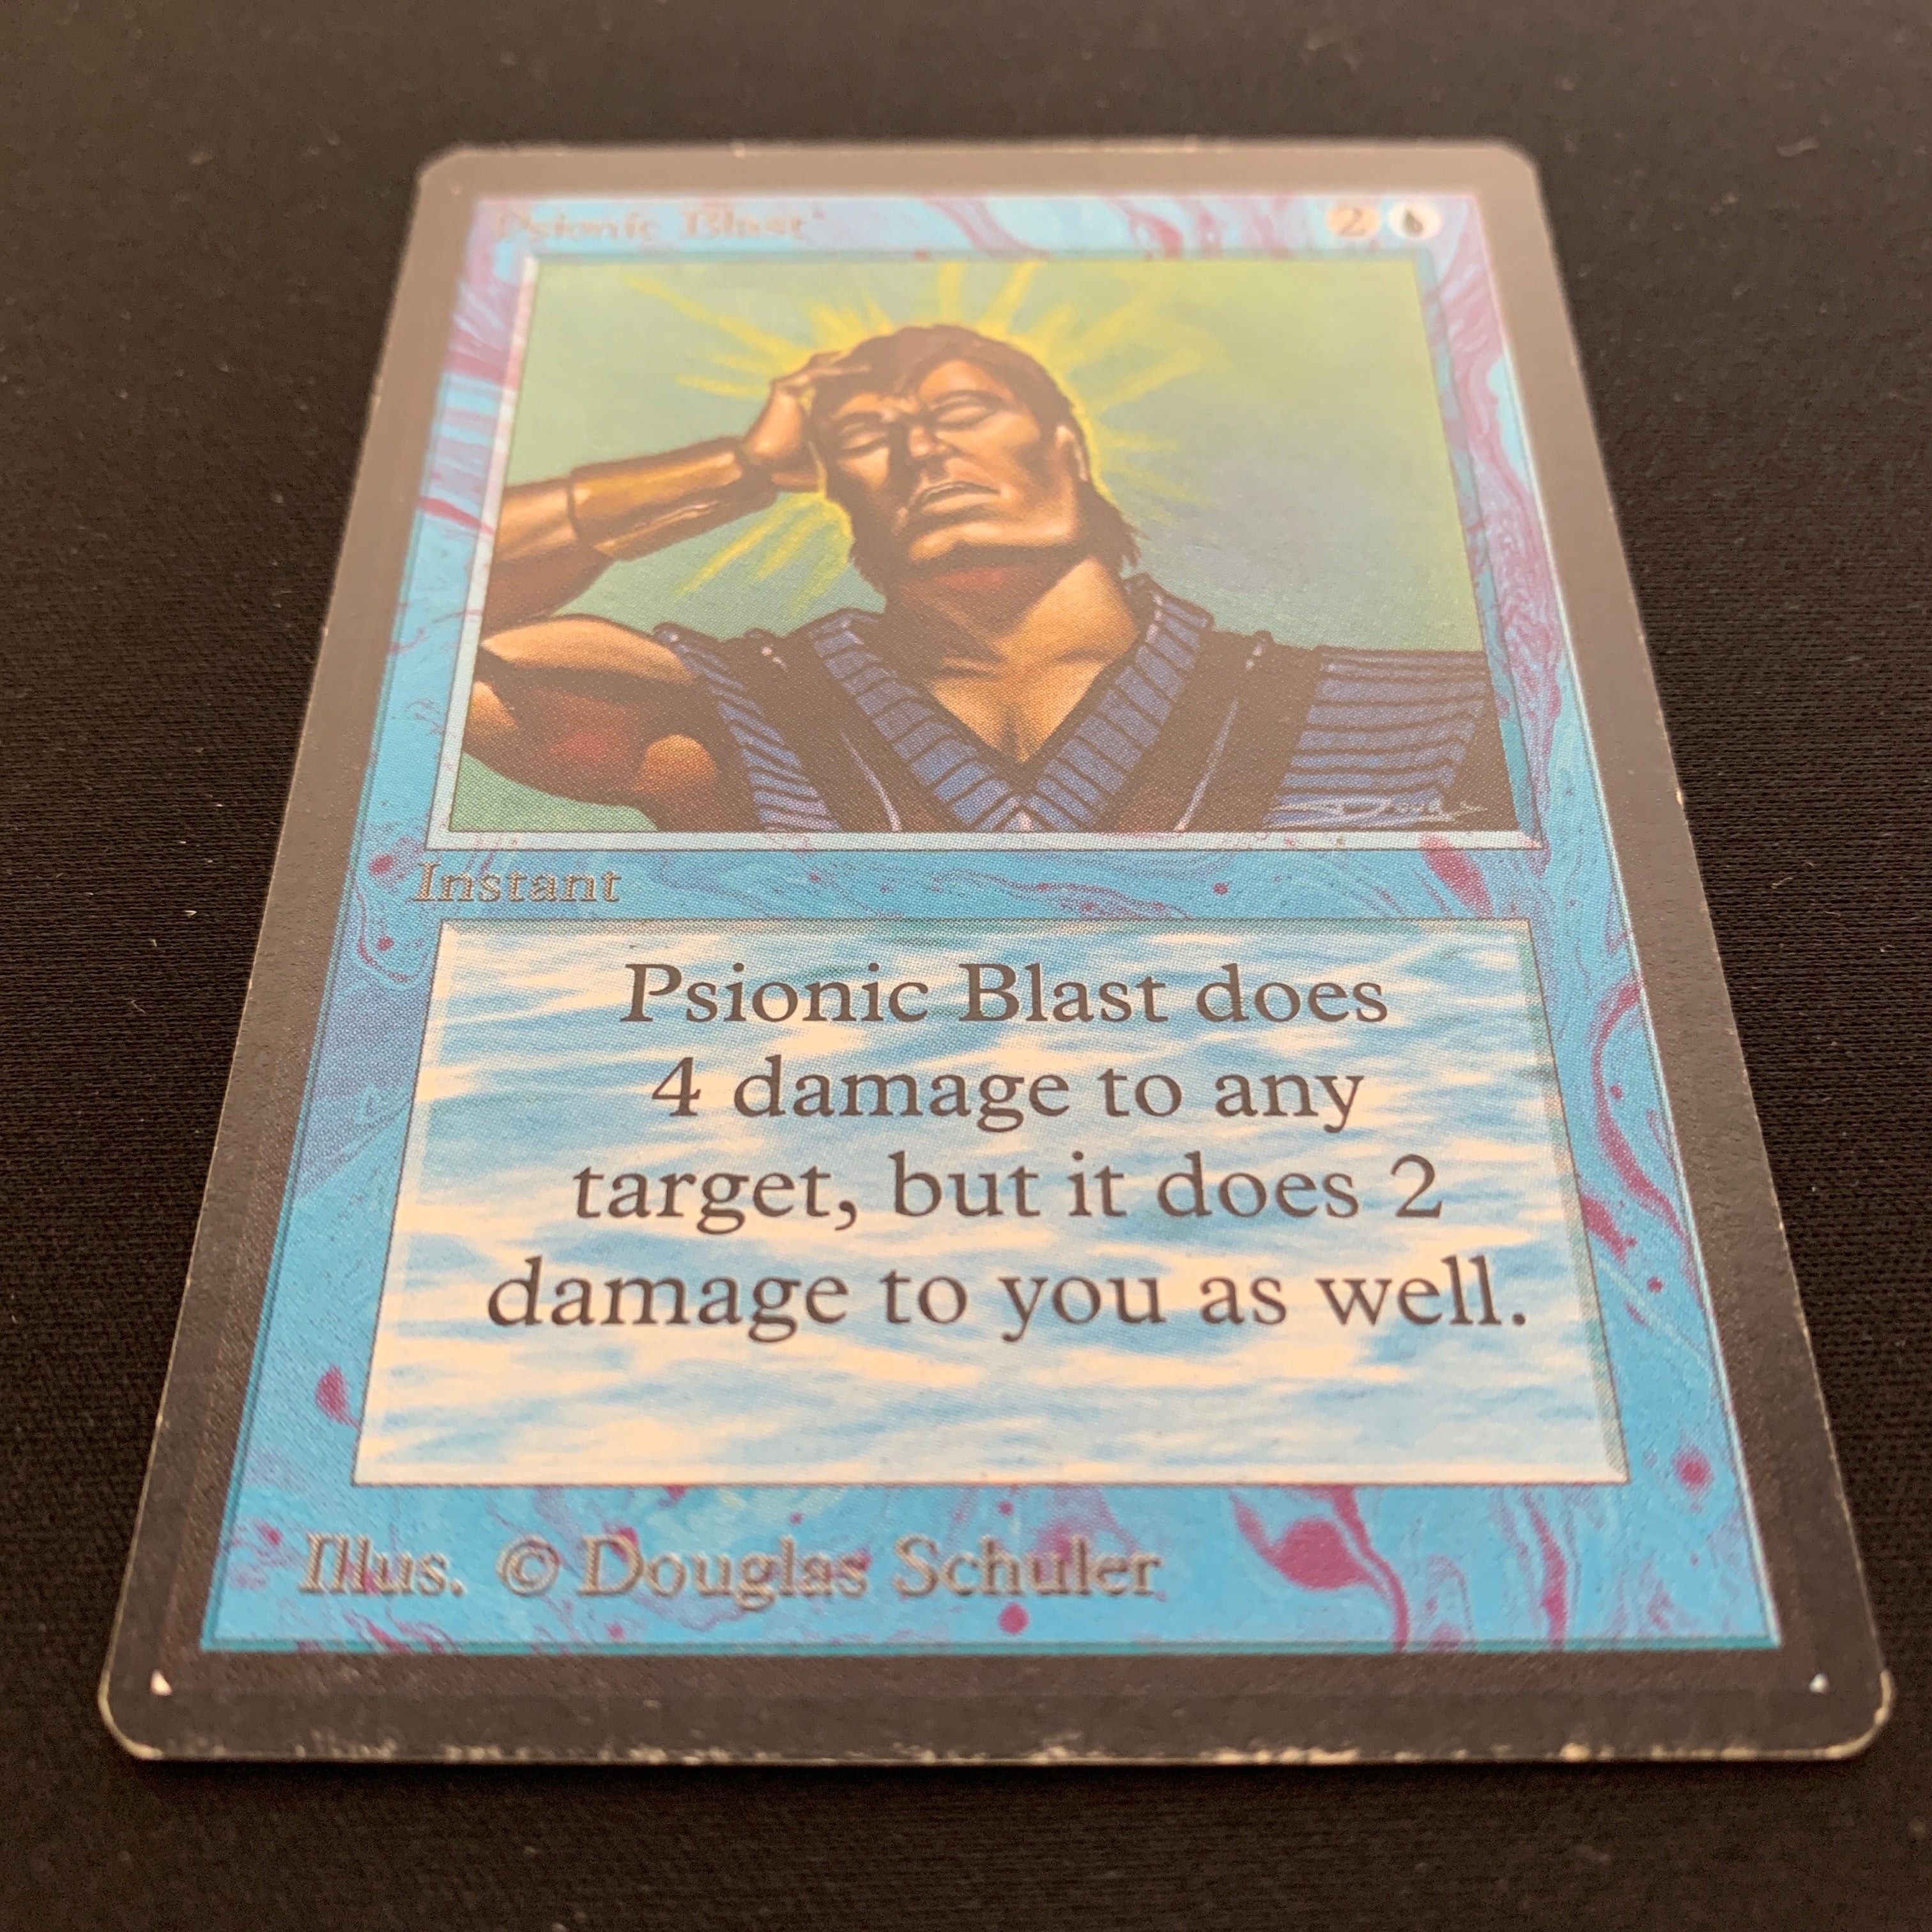 Psionic Blast 2
Instant
Psionic Blast does
4 damage to any
target, but it does 2
damage to you as well.
Illus. © Douglas Schuler